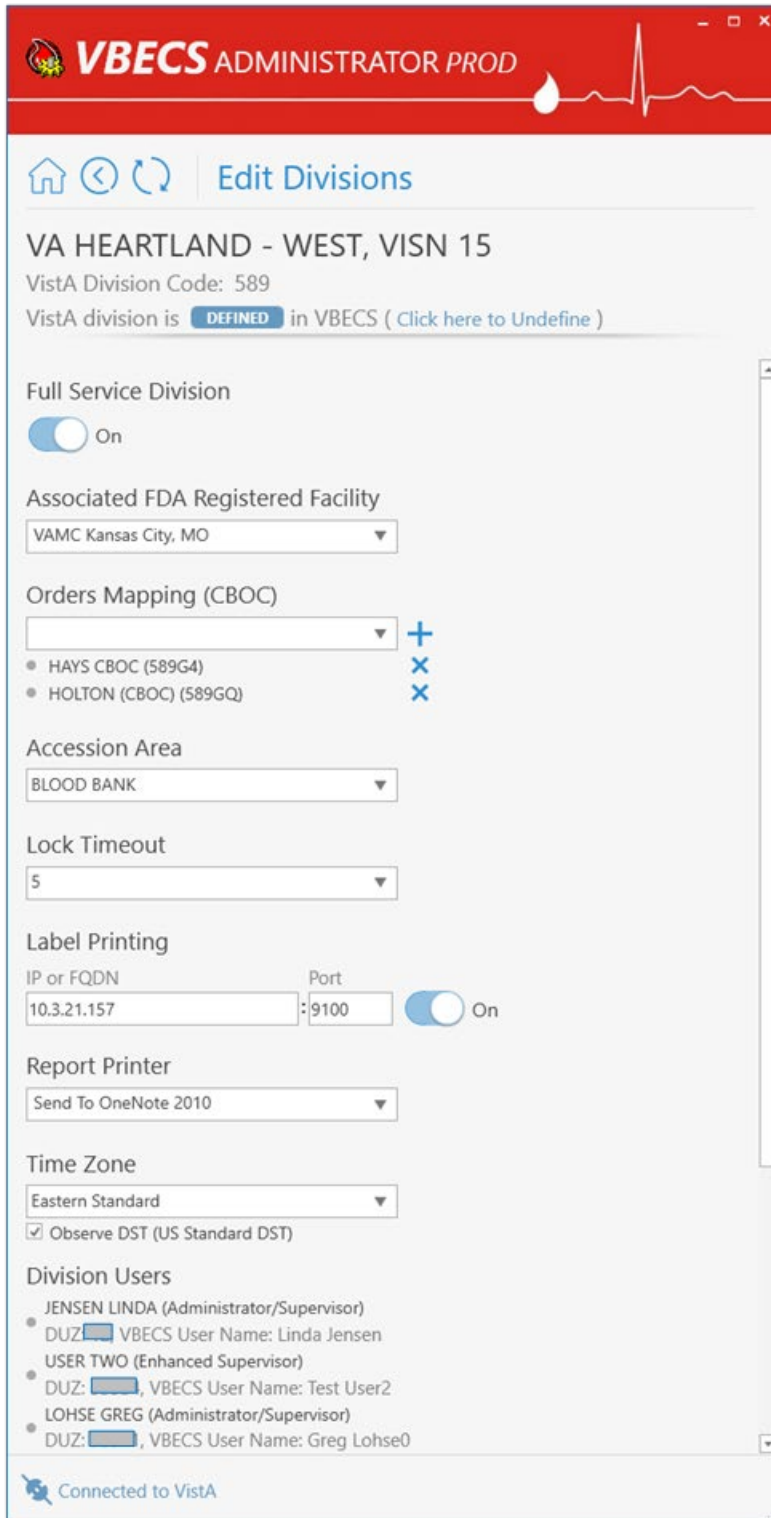 VBECS ADMINISTRATOR PROD
Edit Divisions
VA HEARTLAND - WEST, VISN 15
VistA Division Code: 589
VistA division is DEFINED in VBECS ( Click here to Undefine )
Full Service Division
On
Associated FDA Registered Facility
VAMC Kansas City, MO
Orders Mapping (CBOC)
HAYS CBOC (589G4)
HOLTON (CBOC) (589GQ)
Accession Area
BLOOD BANK
Lock Timeout
5
Label Printing
IP or FQDN Port
10.3.21.157 : 9100 On
Report Printer
Send To OneNote 2010
Time Zone
Eastern Standard
Observe DST (US Standard DST)
Division Users
JENSEN LINDA (Administrator/Supervisor)
DUZ: , VBECS User Name: Linda Jensen
USER TWO (Enhanced Supervisor)
DUZ: , VBECS User Name: Test User2
LOHSE GREG (Administrator/Supervisor)
DUZ: , VBECS User Name: Greg Lohse0
Connected to VistA